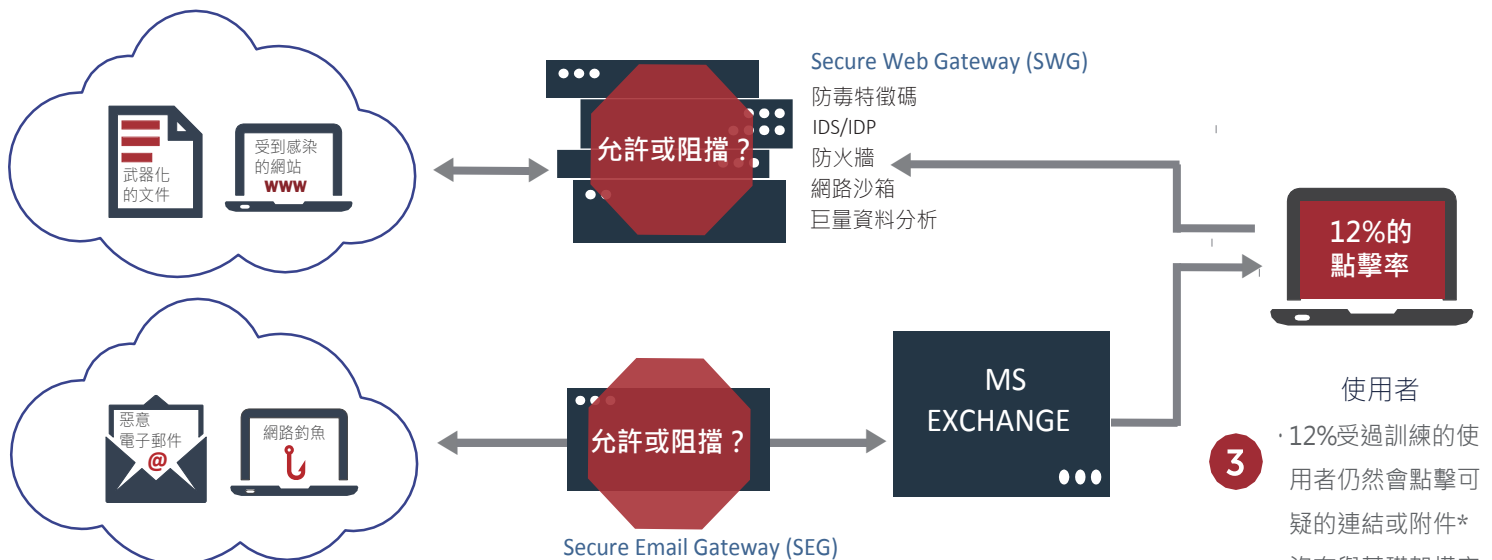 Secure Web Gateway (SWG)
防毒特徵碼
IDS/IDP
防火牆
網路沙箱
巨量資料分析
允許或阻擋？
武器化
的文件
受到感染
的網站
WWW
12%的
點擊率
惡意
電子郵件
@
網路釣魚
允許或阻擋？
MS
EXCHANGE
Secure Email Gateway (SEG)
使用者
3
·12%受過訓練的使
用者仍然會點擊可
疑的連結或附件*